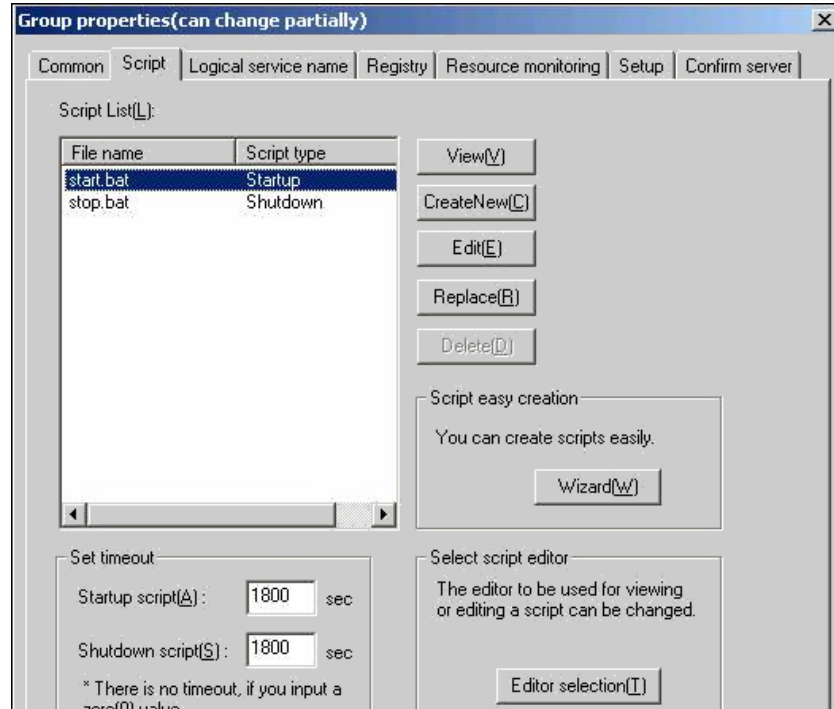 Group properties(can change partially)
Common Script Logical service name Registry Resource monitoring Setup Confirm server
Script List(L):
File name Script type
start.bat Startup
stop.bat Shutdown
View(V)
CreateNew(C)
Edit(E)
Replace(R)
Delete(D)
Script easy creation
You can create scripts easily.
Wizard(W)
Set timeout
Startup script(A) : 1800 sec
Shutdown script(S) : 1800 sec
* There is no timeout, if you input a
zero(0) value
Select script editor
The editor to be used for viewing
or editing a script can be changed.
Editor selection(T)